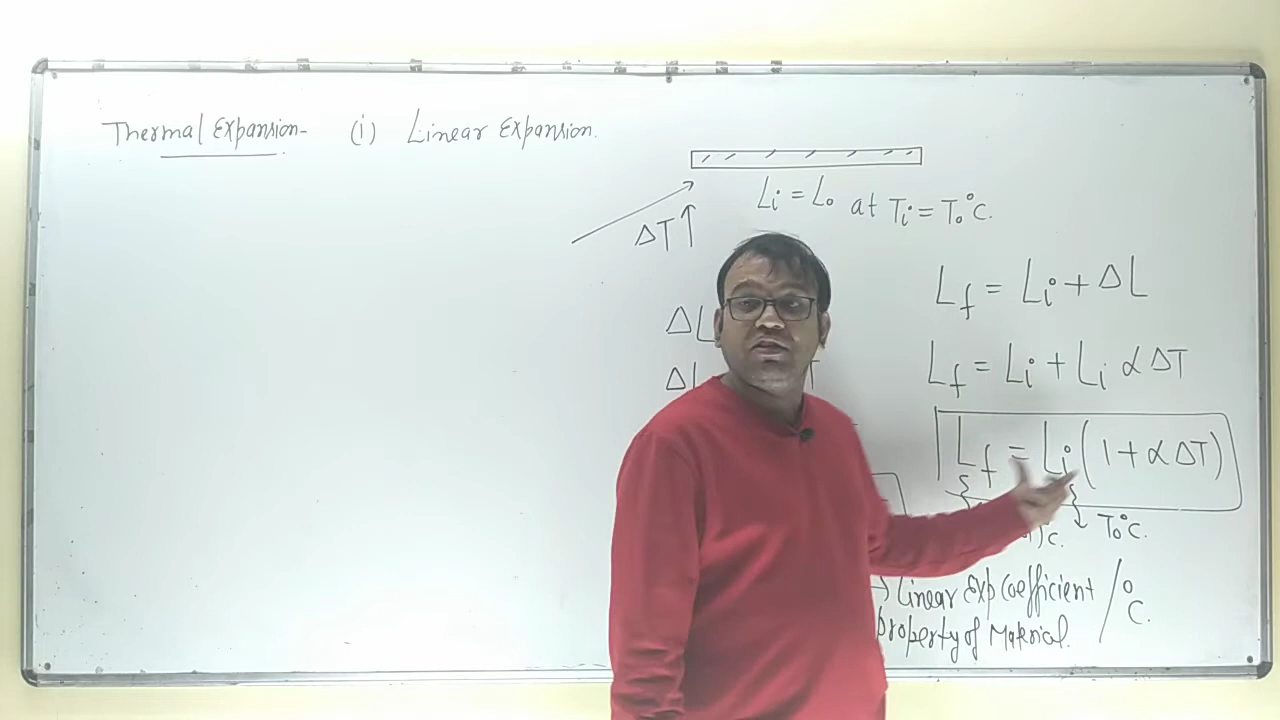 Thermal Expansion- (i) Linear Expansion.
Li = L₀ at Ti = T₀°C.
ΔT↑
Lf = Li + ΔL
ΔL
Lf = Li + Li α ΔT
Lf = Li (1 + α ΔT)
T₀°C.
Linear Exp Coefficient /°C.
property of Material.